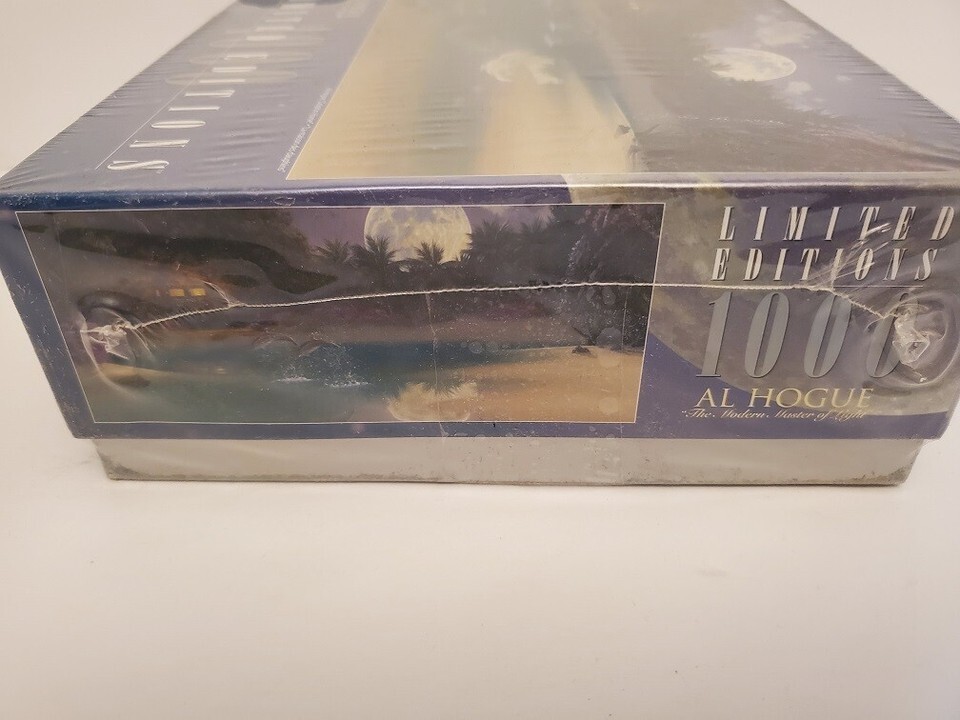 LIMITED
EDITIONS
1000
AL HOGUE
"The Modern Master of Light"